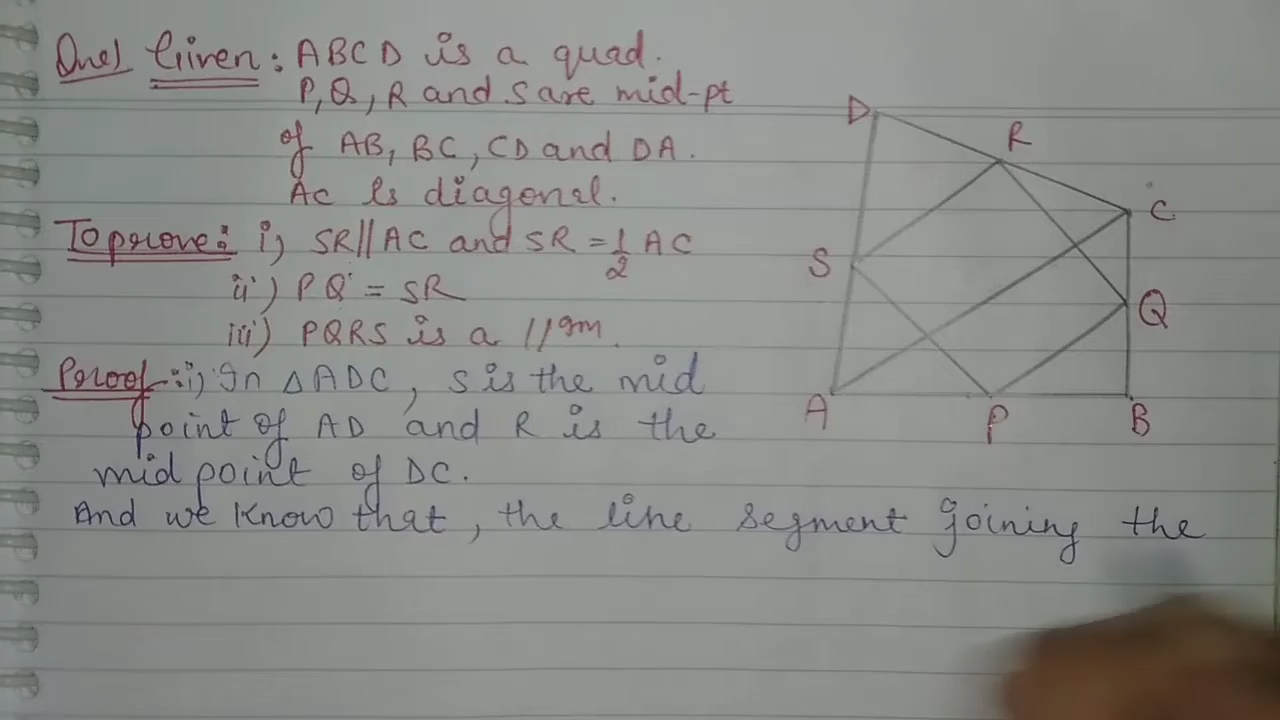 Que1 Given: ABCD is a quad.
P, Q, R and S are mid-pt
of AB, BC, CD and DA.
AC is diagonal.
To prove: i) SR || AC and SR = 1/2 AC
ii) PQ = SR
iii) PQRS is a ||gm.
Proof: i) In △ADC, S is the mid
point of AD and R is the
mid point of DC.
And we know that, the line segment joining the
D
R
C
S
Q
A
P
B